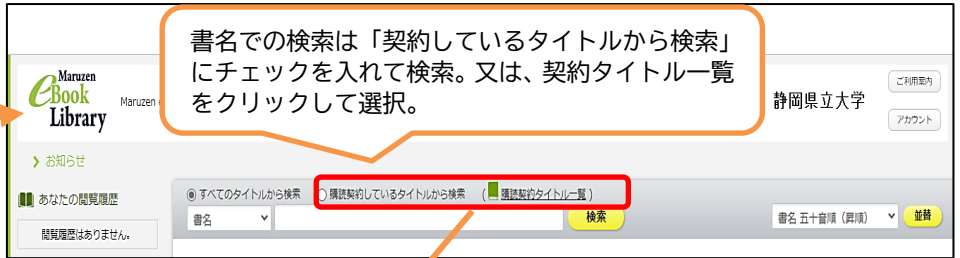 書名での検索は「契約しているタイトルから検索」
にチェックを入れて検索。又は、契約タイトル一覧
をクリックして選択。
Maruzen
eBook
Library
Maruzen e
静岡県立大学
ご利用案内
アカウント
お知らせ
あなたの閲覧履歴
閲覧履歴はありません。
すべてのタイトルから検索 購読契約しているタイトルから検索 ( 購読契約タイトル一覧 )
書名 検索 書名 五十音順 (昇順) 並替